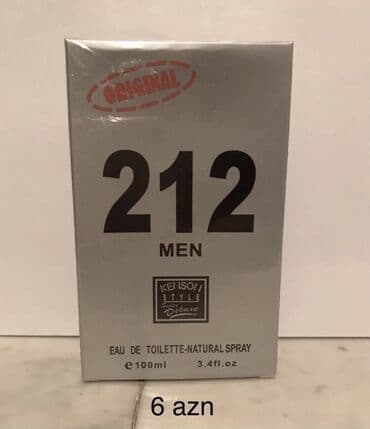 ORIGINAL
212
MEN
STYLE
Deluxe
EAU DE TOILETTE-NATURAL SPRAY
e100ml 3.4fl.oz
6 azn